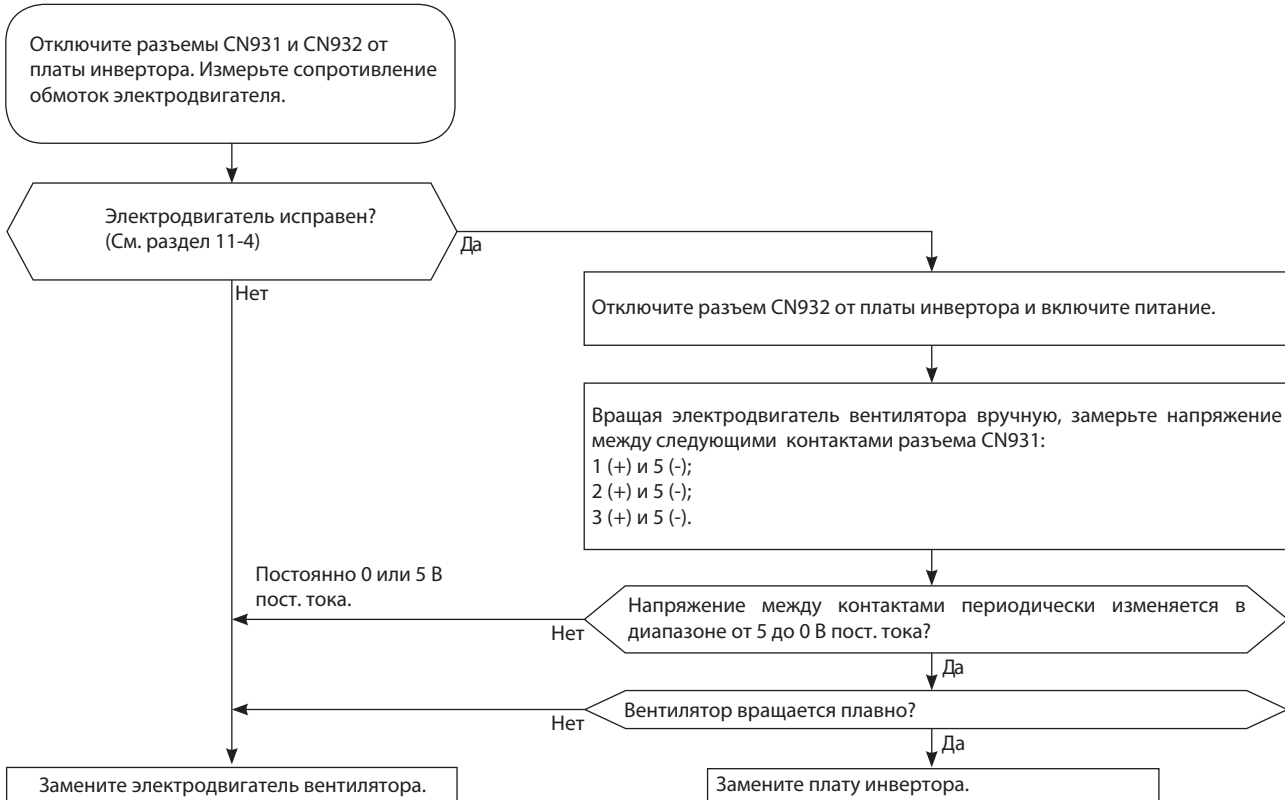 Отключите разъемы CN931 и CN932 от
платы инвертора. Измерьте сопротивление
обмоток электродвигателя.
Электродвигатель исправен?
(См. раздел 11-4)
Да
Нет
Отключите разъем CN932 от платы инвертора и включите питание.
Вращая электродвигатель вентилятора вручную, замерьте напряжение
между следующими контактами разъема CN931:
1 (+) и 5 (-);
2 (+) и 5 (-);
3 (+) и 5 (-).
Постоянно 0 или 5 В
пост. тока.
Нет
Напряжение между контактами периодически изменяется в
диапазоне от 5 до 0 В пост. тока?
Да
Нет
Вентилятор вращается плавно?
Да
Замените электродвигатель вентилятора.
Замените плату инвертора.